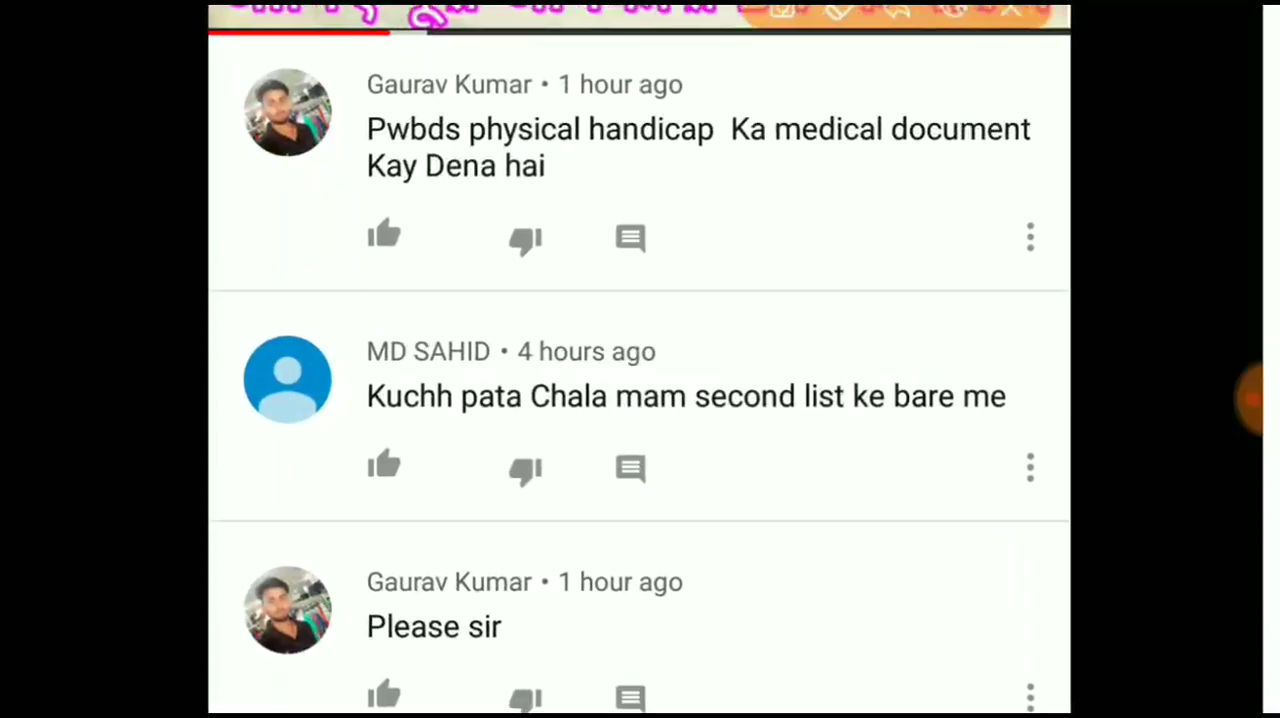 Gaurav Kumar • 1 hour ago
Pwbds physical handicap Ka medical document
Kay Dena hai
MD SAHID • 4 hours ago
Kuchh pata Chala mam second list ke bare me
Gaurav Kumar • 1 hour ago
Please sir